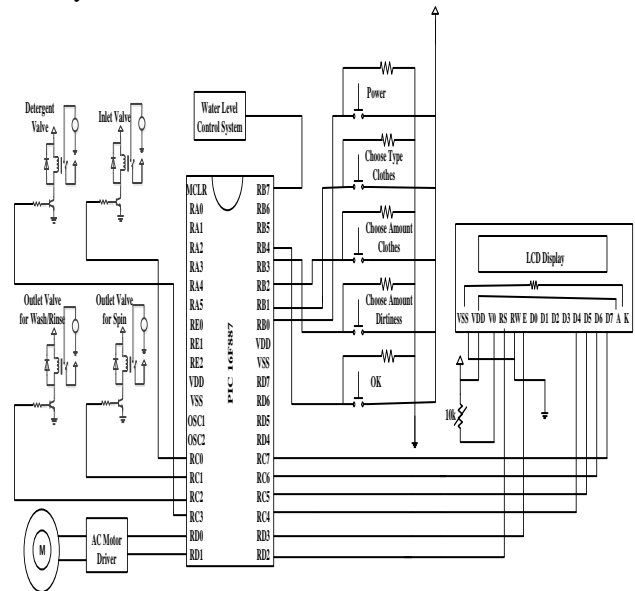 Detergent
Valve
Inlet Valve
Water Level
Control System
Power
Choose Type
Clothes
Choose Amount
Clothes
Choose Amount
Dirtiness
OK
Outlet Valve
for Wash/Rinse
Outlet Valve
for Spin
MCLR
RA0
RA1
RA2
RA3
RA4
RA5
RE0
RE1
RE2
VDD
VSS
OSC1
OSC2
RC0
RC1
RC2
RC3
RD0
RD1
PIC 16F887
RB7
RB6
RB5
RB4
RB3
RB2
RB1
RB0
VDD
VSS
RD7
RD6
RD5
RD4
RC7
RC6
RC5
RC4
RD3
RD2
LCD Display
VSS VDD V0 RS RW E D0 D1 D2 D3 D4 D5 D6 D7 A K
10k
M
AC Motor
Driver